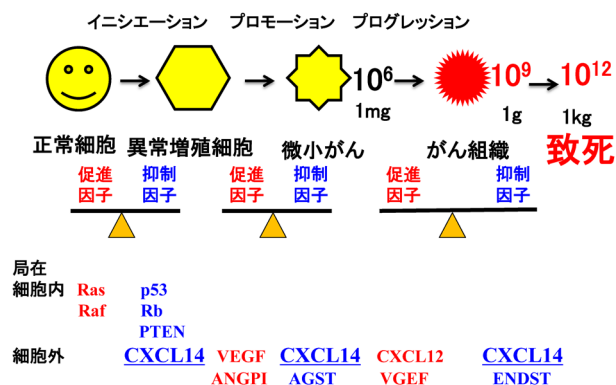 イニシエーション プロモーション プログレッション
10⁶ 10⁹ 10¹²
1mg 1g 1kg
正常細胞 異常増殖細胞 微小がん がん組織 致死
促進 抑制 促進 抑制 促進 抑制
因子 因子 因子 因子 因子 因子
局在
細胞内 Ras p53
Raf Rb
PTEN
細胞外 CXCL14 VEGF CXCL14 CXCL12 CXCL14
ANGPI AGST VGEF ENDST